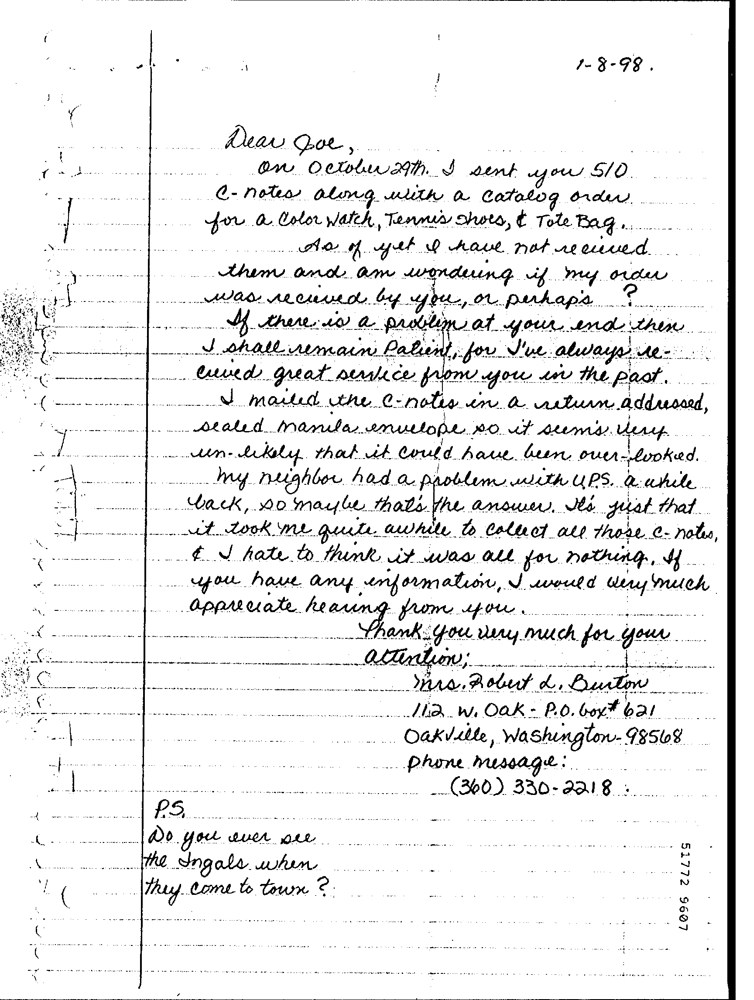 1-8-98.
Dear Joe,
On October 29th. I sent you 510
C-notes along with a catalog order
for a Color Watch, Tennis Shoes, & Tote Bag.
As of yet I have not recieved
them and am wondering if my order
was recieved by you, or perhap's ?
If there is a problem at your end then
I shall remain Patient, for I've always re-
cieved great service from you in the past.
I mailed the C-notes in a return addressed,
sealed manila envelope so it seem's very
un-likely that it could have been over-looked.
My neighbor had a problem with U.P.S. a while
back, so maybe that's the answer. It's just that
it took me quite awhile to collect all those C-notes,
& I hate to think it was all for nothing. If
you have any information, I would very much
appreciate hearing from you.
Thank you very much for your
attention;
Mrs. Robert L. Burton
112 W. Oak - P.O. box# 621
Oakville, Washington - 98568
phone message:
(360) 330-2218
P.S.
Do you ever see
the Ingals when
they come to town?
51772 9607